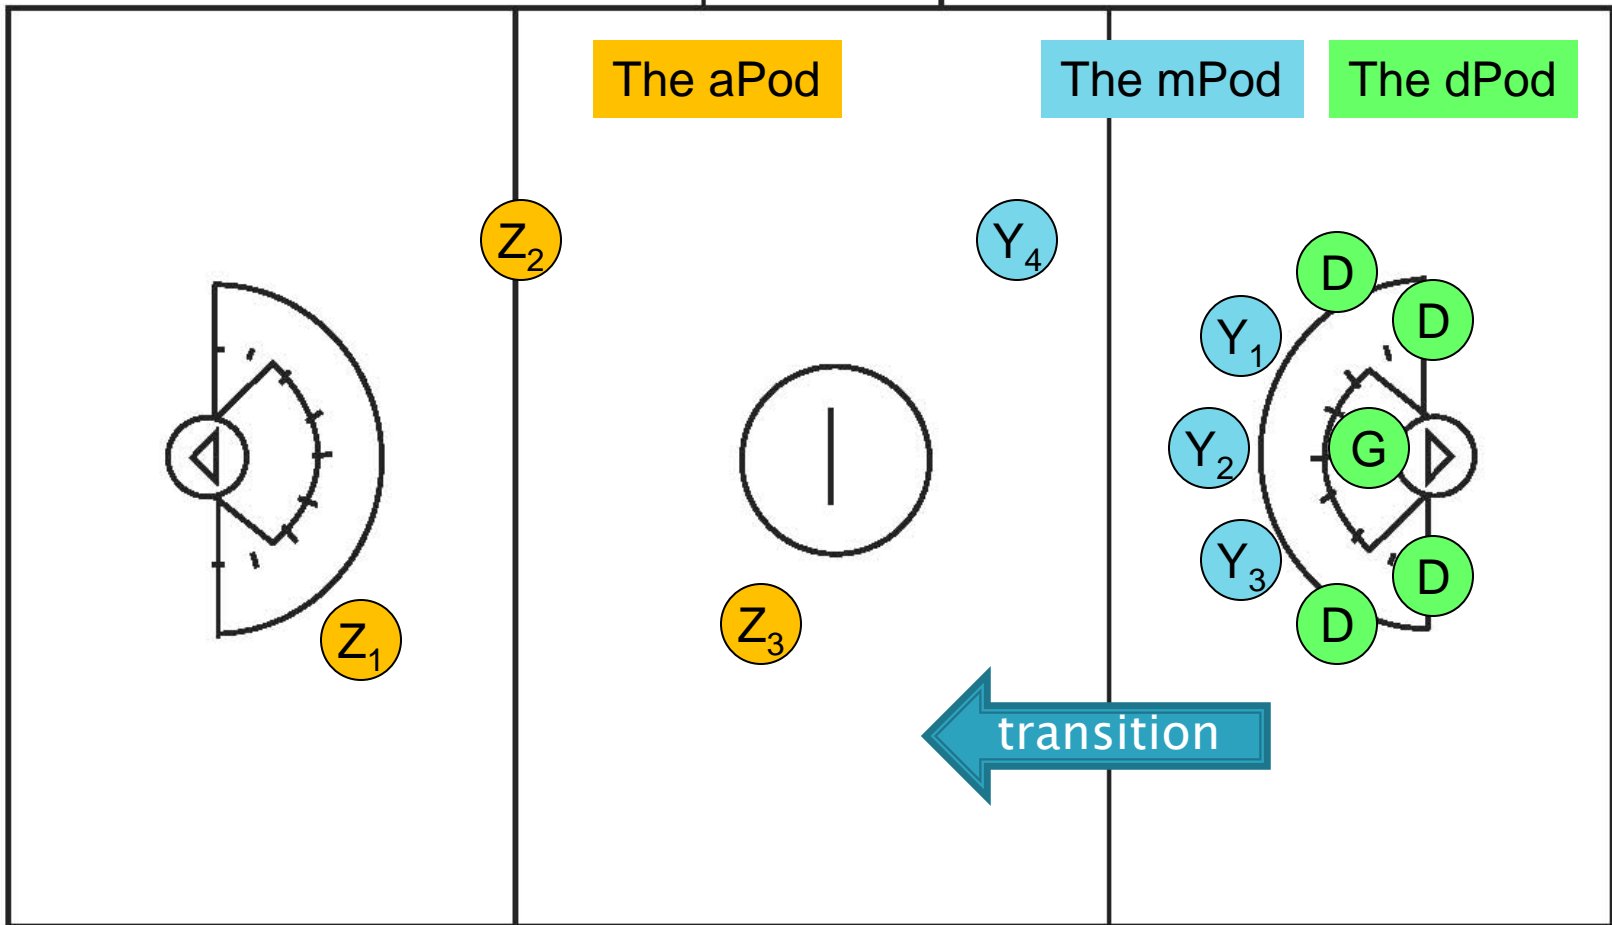 The aPod
The mPod
The dPod
Z2
Y4
D
D
Y1
Y2
G
Y3
D
D
Z1
Z3
transition